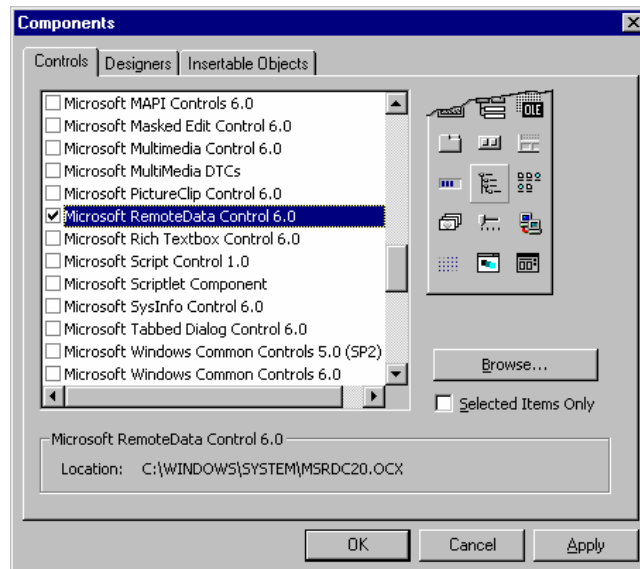 Components
Controls Designers Insertable Objects
Microsoft MAPI Controls 6.0
Microsoft Masked Edit Control 6.0
Microsoft Multimedia Control 6.0
Microsoft MultiMedia DTCs
Microsoft PictureClip Control 6.0
Microsoft RemoteData Control 6.0
Microsoft Rich Textbox Control 6.0
Microsoft Script Control 1.0
Microsoft Scriptlet Component
Microsoft SysInfo Control 6.0
Microsoft Tabbed Dialog Control 6.0
Microsoft Windows Common Controls 5.0 (SP2)
Microsoft Windows Common Controls 6.0
OLE
Browse...
Selected Items Only
Microsoft RemoteData Control 6.0
Location: C:\WINDOWS\SYSTEM\MSRDC20.OCX
OK Cancel Apply